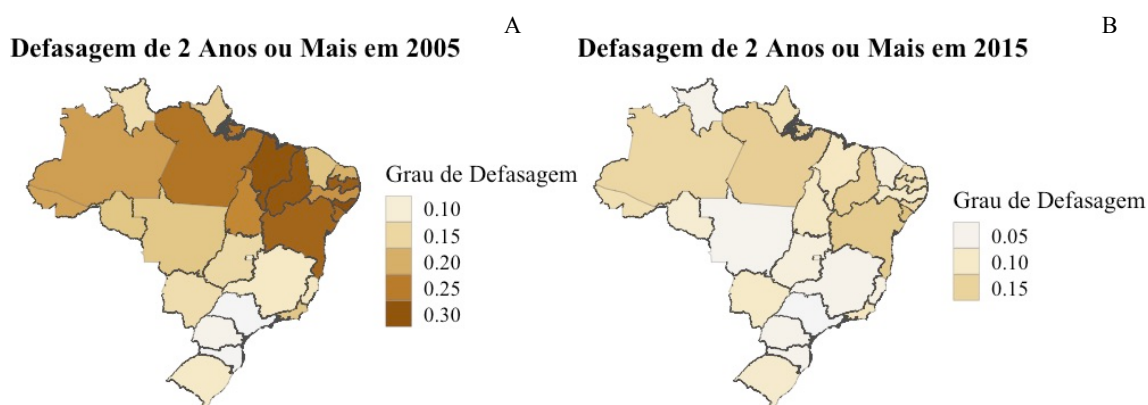 A
Defasagem de 2 Anos ou Mais em 2005
Grau de Defasagem
0.10
0.15
0.20
0.25
0.30
B
Defasagem de 2 Anos ou Mais em 2015
Grau de Defasagem
0.05
0.10
0.15